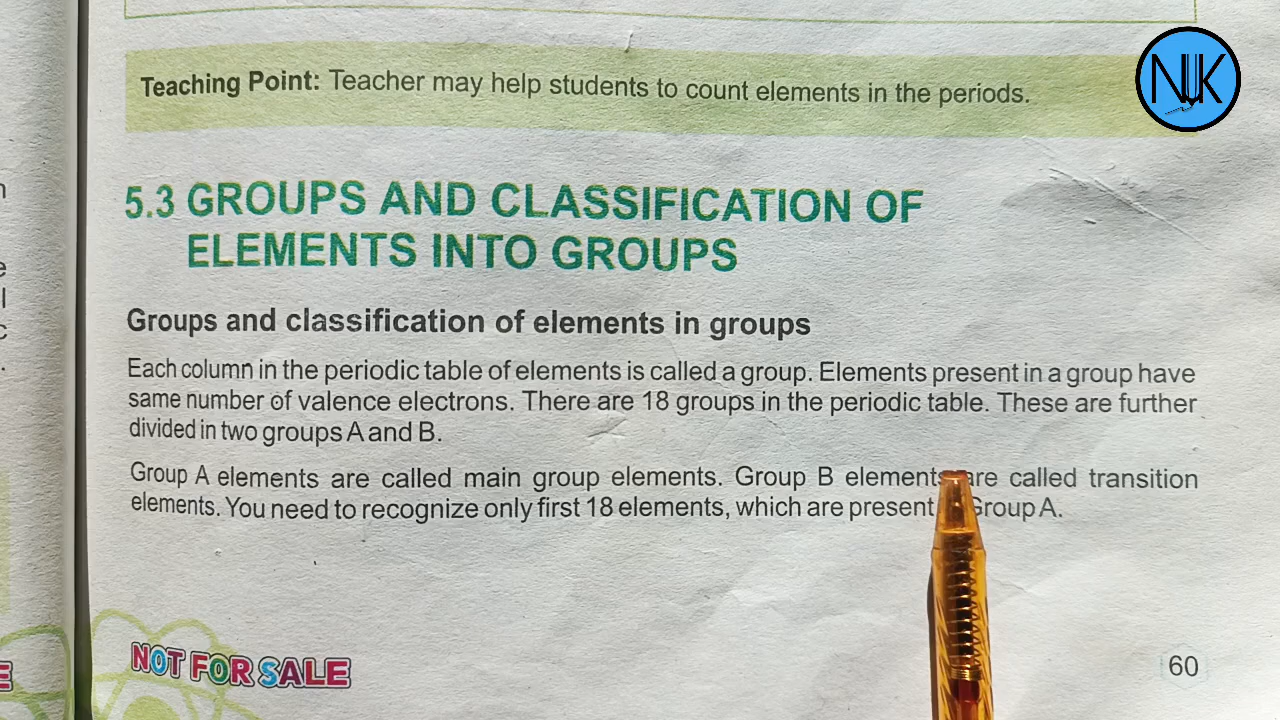 Teaching Point: Teacher may help students to count elements in the periods.
NJK
5.3 GROUPS AND CLASSIFICATION OF
ELEMENTS INTO GROUPS
Groups and classification of elements in groups
Each column in the periodic table of elements is called a group. Elements present in a group have
same number of valence electrons. There are 18 groups in the periodic table. These are further
divided in two groups A and B.
Group A elements are called main group elements. Group B elements are called transition
elements. You need to recognize only first 18 elements, which are present Group A.
NOT FOR SALE
60